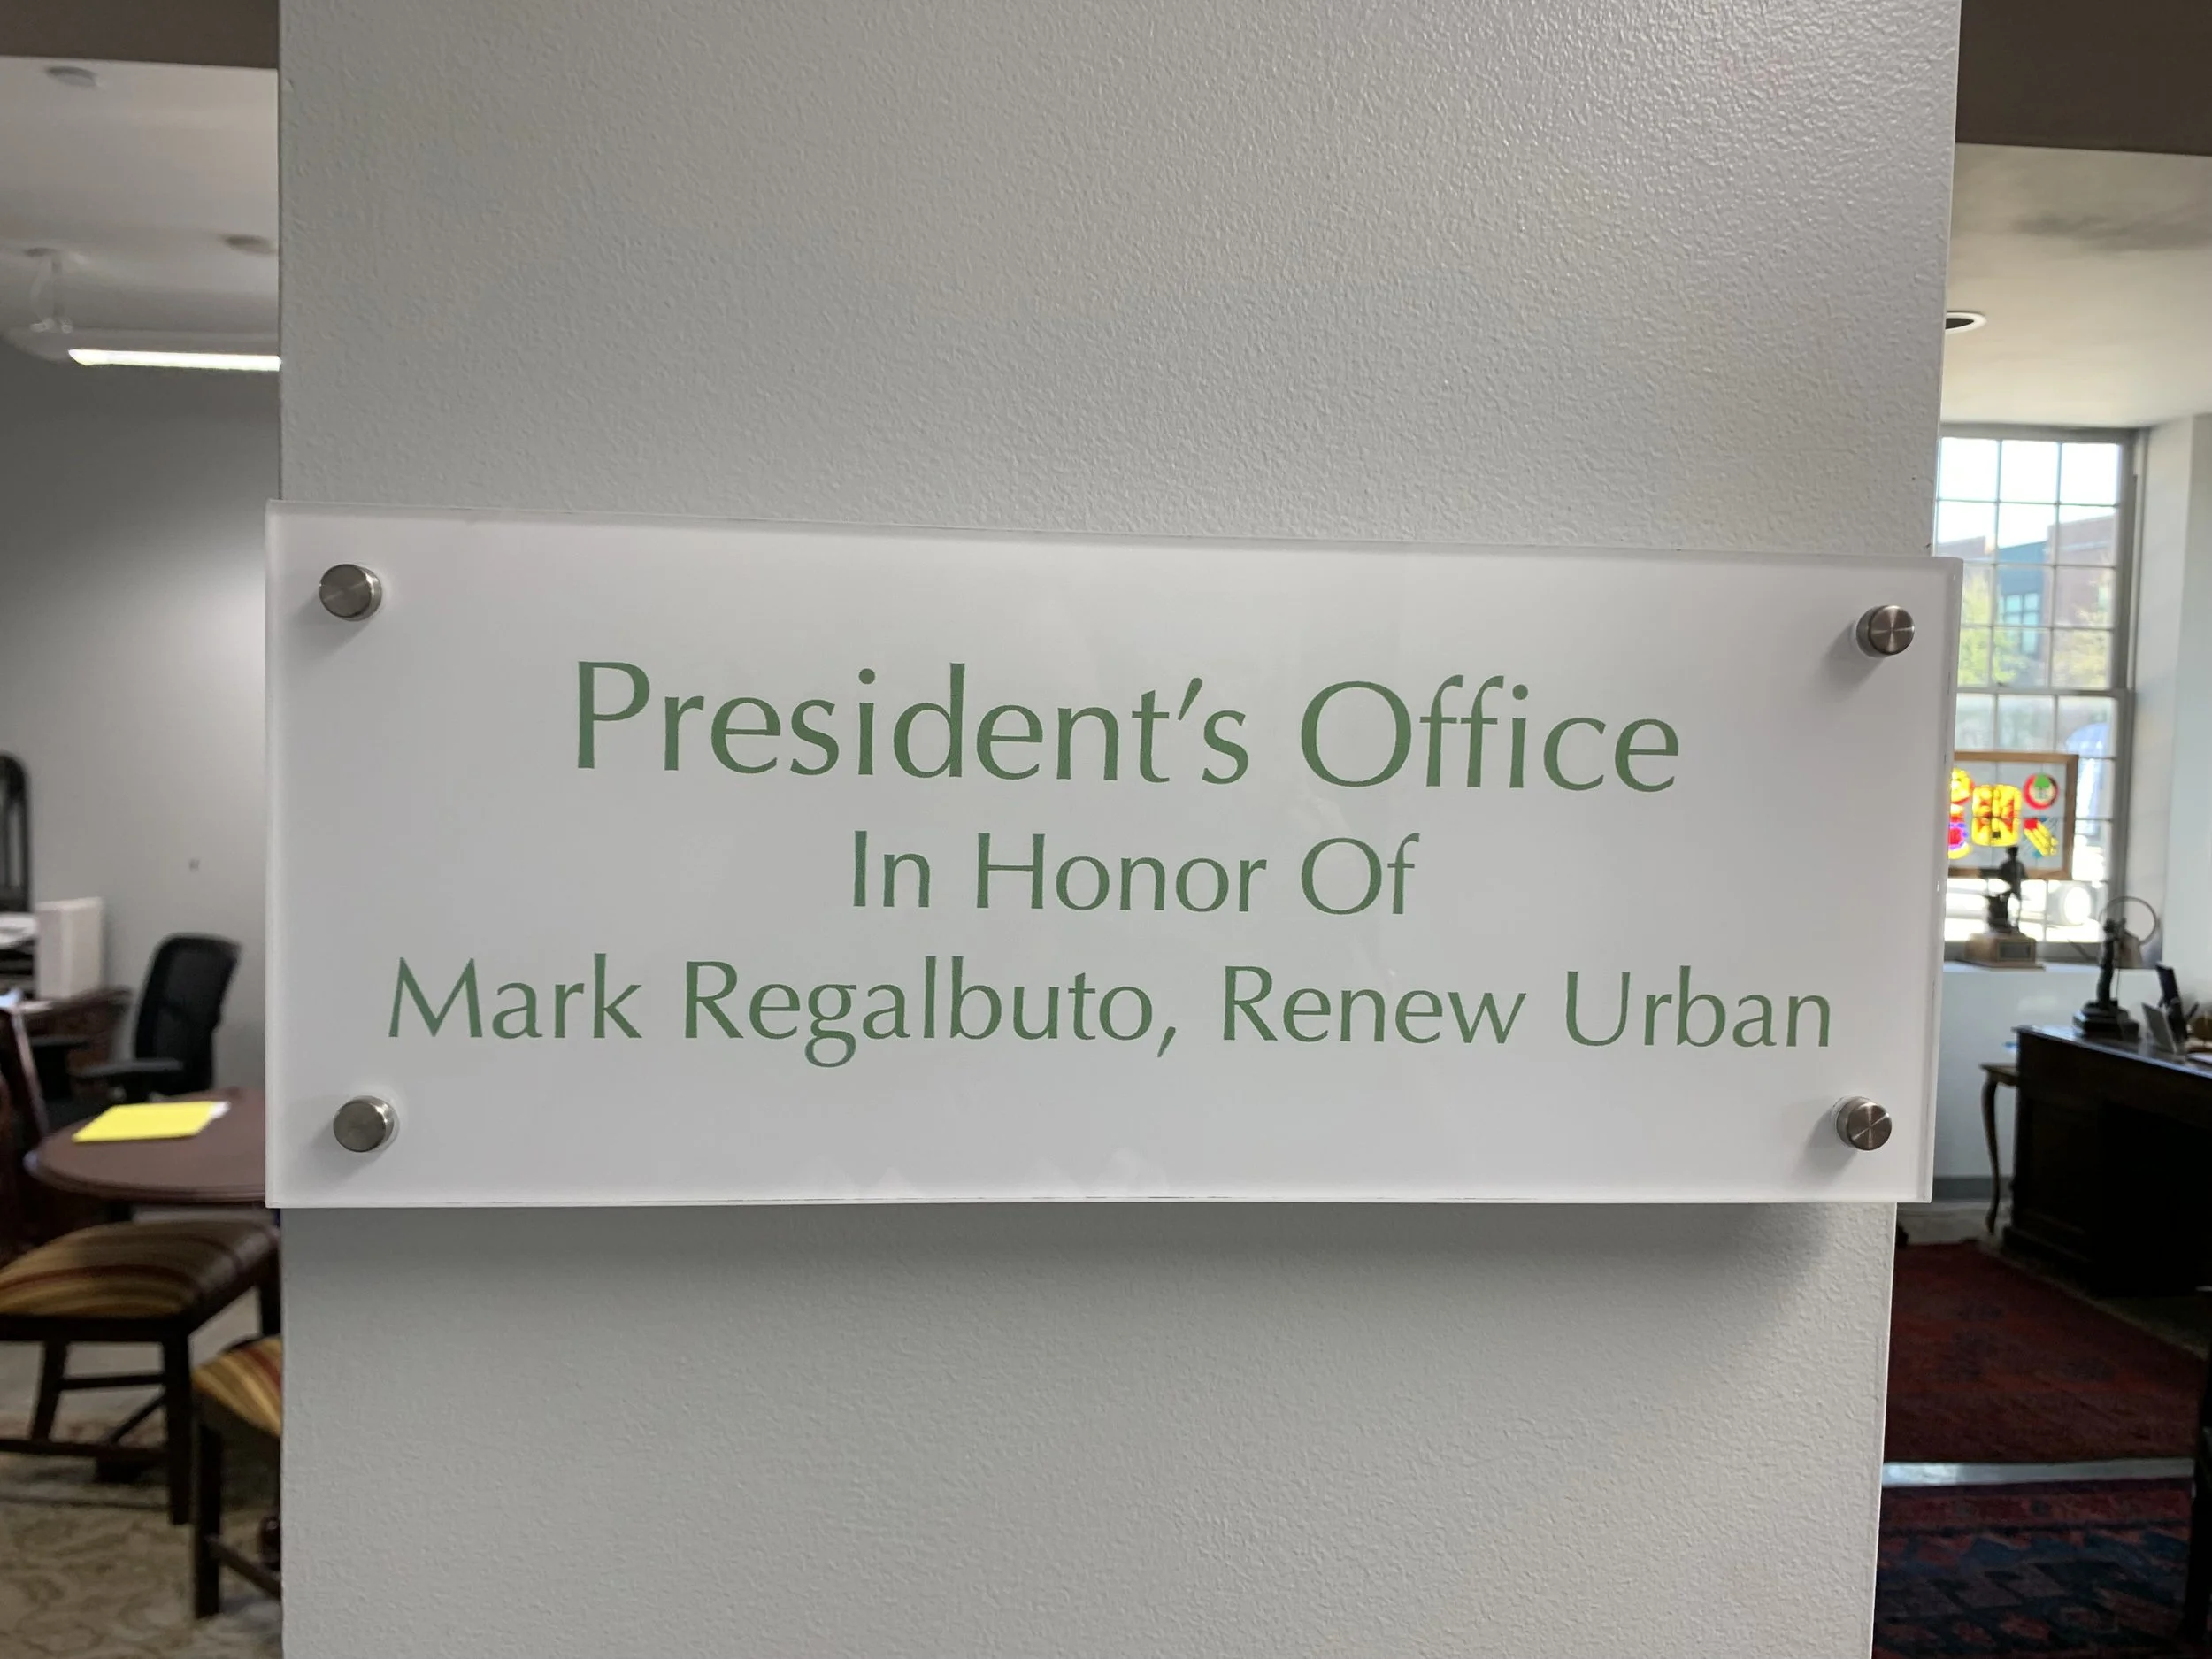 President's Office
In Honor Of
Mark Regalbuto, Renew Urban